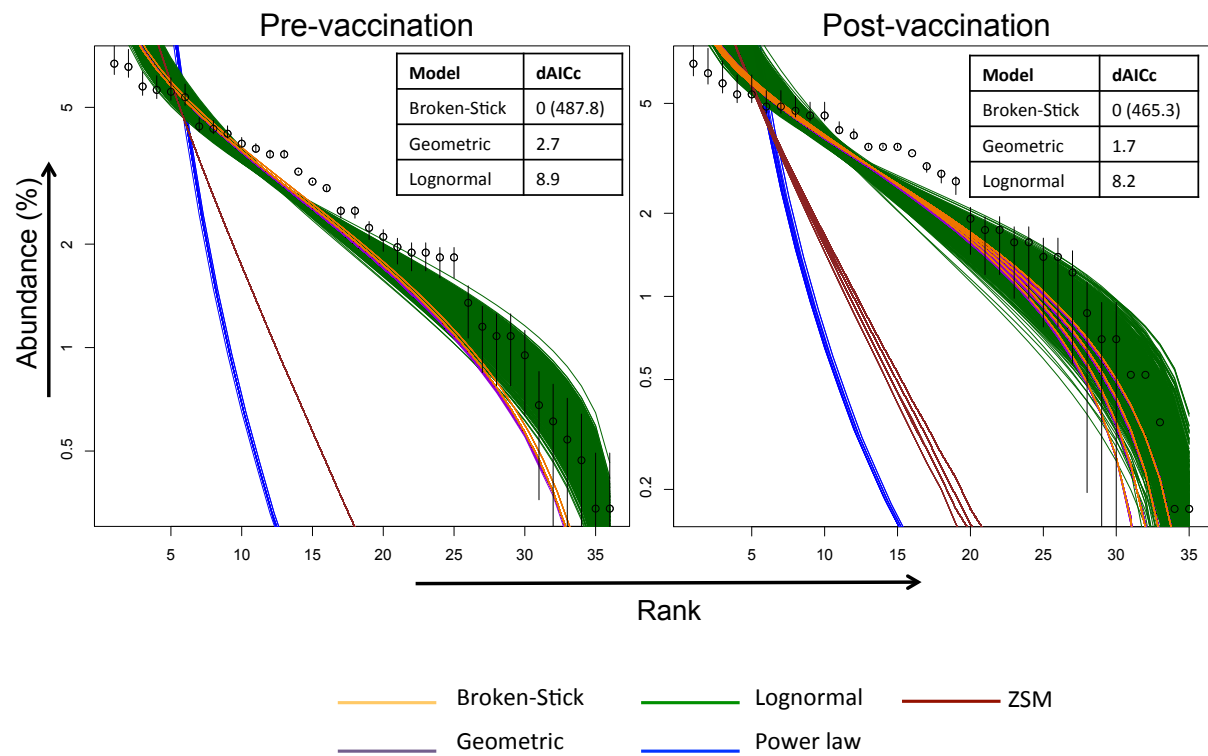 Pre-vaccination
Post-vaccination
Model dAICc
Broken-Stick 0 (487.8)
Geometric 2.7
Lognormal 8.9
Model dAICc
Broken-Stick 0 (465.3)
Geometric 1.7
Lognormal 8.2
Abundance (%)
5
2
1
0.5
5
2
1
0.5
0.2
5 10 15 20 25 30 35
5 10 15 20 25 30 35
Rank
Broken-Stick Lognormal ZSM
Geometric Power law